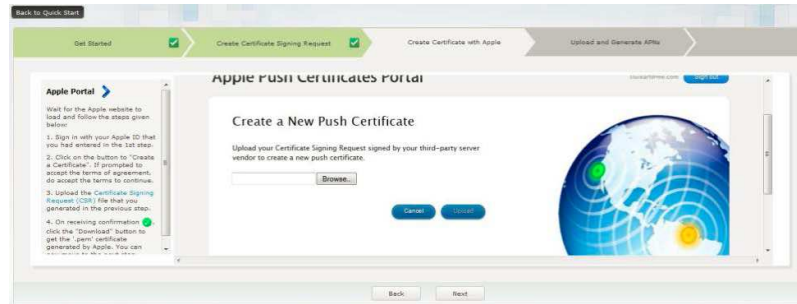 Back to Quick Start
Get Started
Create Certificate Signing Request
Create Certificate with Apple
Upload and Generate APNs
Apple Portal
Wait for the Apple website to
load and follow the steps given
below:
1. Sign in with your Apple ID that
you had entered in the 1st step.
2. Click on the button to "Create
a Certificate". If prompted to
accept the terms of agreement,
do accept the terms to continue.
3. Upload the Certificate Signing
Request (CSR) file that you
generated in the previous step.
4. On receiving confirmation ,
click the "Download" button to
get the '.pem' certificate
generated by Apple. You can
Apple Push Certificates Portal
Sign out
Create a New Push Certificate
Upload your Certificate Signing Request signed by your third-party server
vendor to create a new push certificate.
Browse...
Cancel
Upload
Back
Next